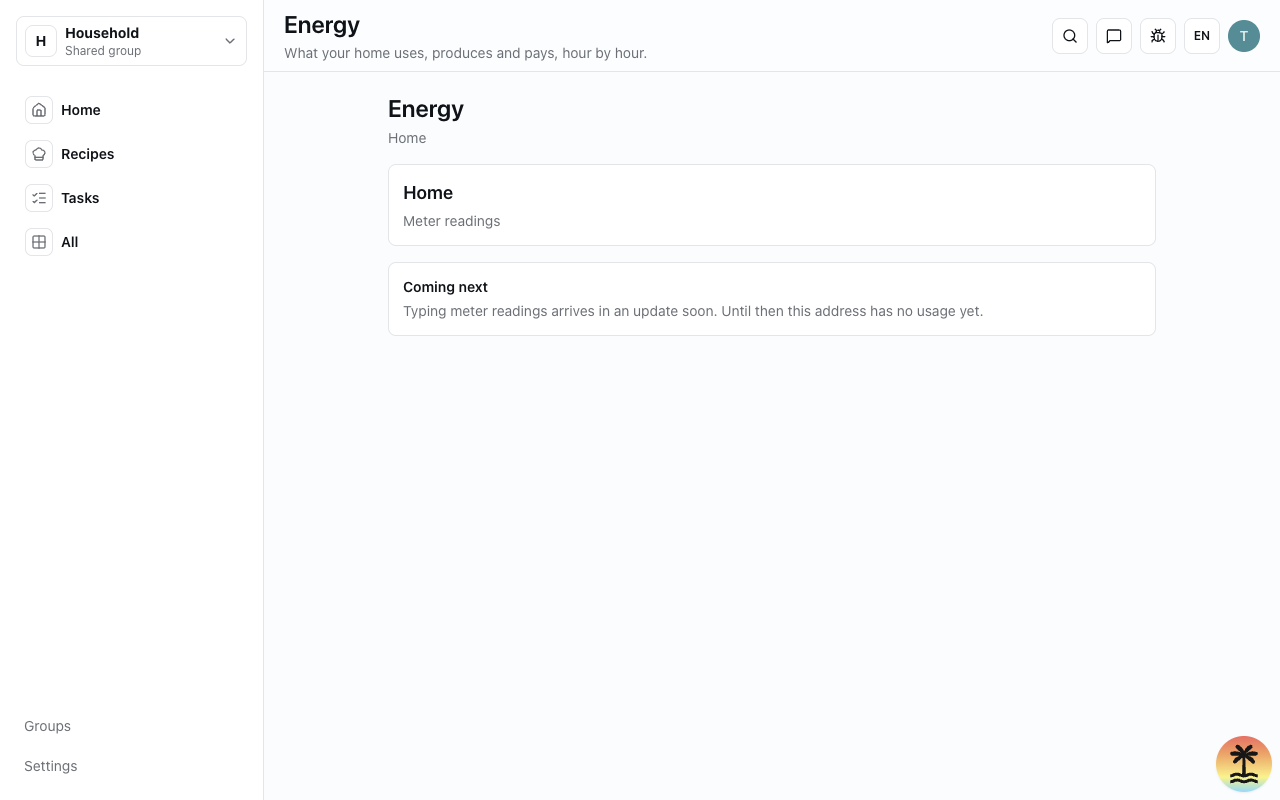 H
Household
Shared group
Home
Recipes
Tasks
All
Groups
Settings
Energy
What your home uses, produces and pays, hour by hour.
EN
T
Energy
Home
Home
Meter readings
Coming next
Typing meter readings arrives in an update soon. Until then this address has no usage yet.